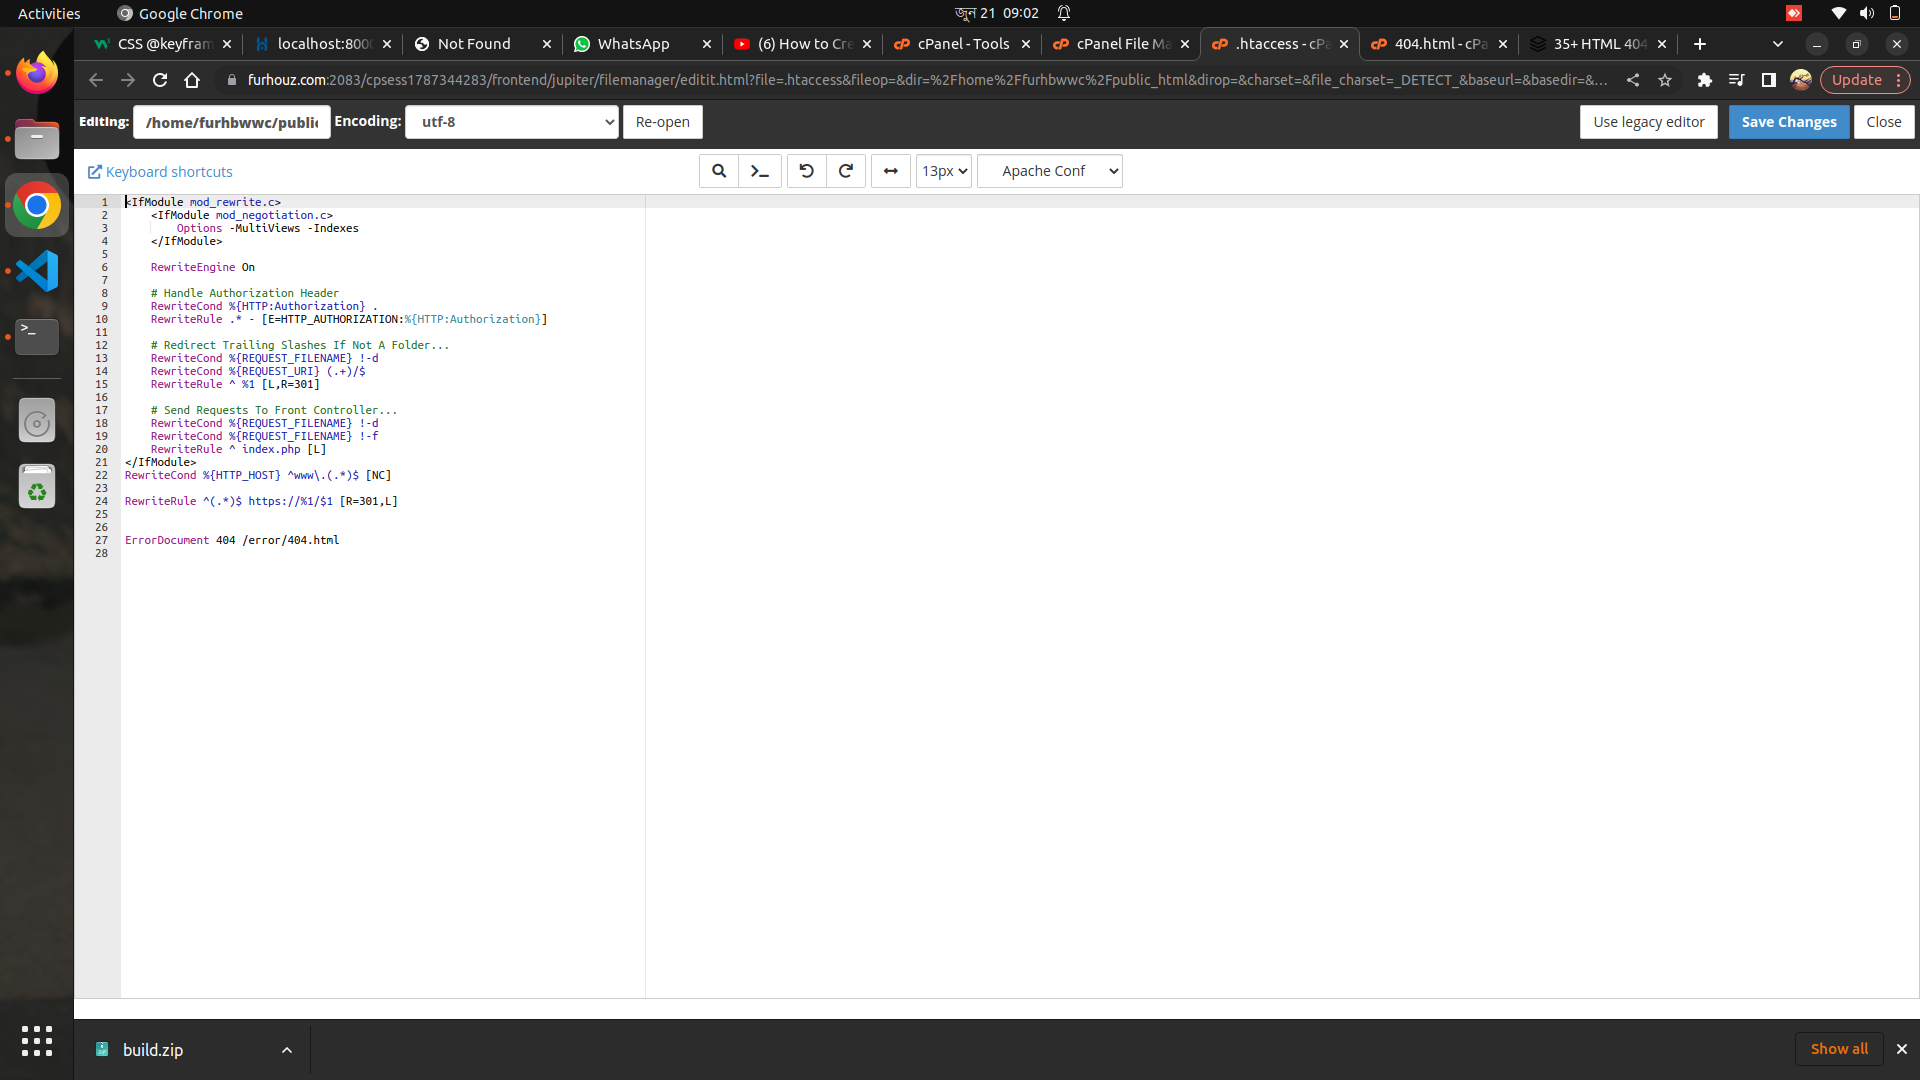 Activities
Google Chrome
জুন 21 09:02
CSS @keyfram
localhost:8000
Not Found
WhatsApp
(6) How to Cre
cPanel - Tools
cPanel File Ma
.htaccess - cPa
404.html - cPa
35+ HTML 404
furhouz.com:2083/cpsess1787344283/frontend/jupiter/filemanager/editit.html?file=.htaccess&fileop=&dir=%2Fhome%2Ffurhbwwc%2Fpublic_html&dirop=&charset=&file_charset=_DETECT_&baseurl=&basedir=&...
Update
Editing:
/home/furhbwwc/public
Encoding:
utf-8
Re-open
Use legacy editor
Save Changes
Close
Keyboard shortcuts
13px
Apache Conf
1 <IfModule mod_rewrite.c>
2 <IfModule mod_negotiation.c>
3 Options -MultiViews -Indexes
4 </IfModule>
5
6 RewriteEngine On
7
8 # Handle Authorization Header
9 RewriteCond %{HTTP:Authorization} .
10 RewriteRule .* - [E=HTTP_AUTHORIZATION:%{HTTP:Authorization}]
11
12 # Redirect Trailing Slashes If Not A Folder...
13 RewriteCond %{REQUEST_FILENAME} !-d
14 RewriteCond %{REQUEST_URI} (.+)/$
15 RewriteRule ^ %1 [L,R=301]
16
17 # Send Requests To Front Controller...
18 RewriteCond %{REQUEST_FILENAME} !-d
19 RewriteCond %{REQUEST_FILENAME} !-f
20 RewriteRule ^ index.php [L]
21 </IfModule>
22 RewriteCond %{HTTP_HOST} ^www\.(.*)$ [NC]
23
24 RewriteRule ^(.*)$ https://%1/$1 [R=301,L]
25
26
27 ErrorDocument 404 /error/404.html
28
build.zip
Show all